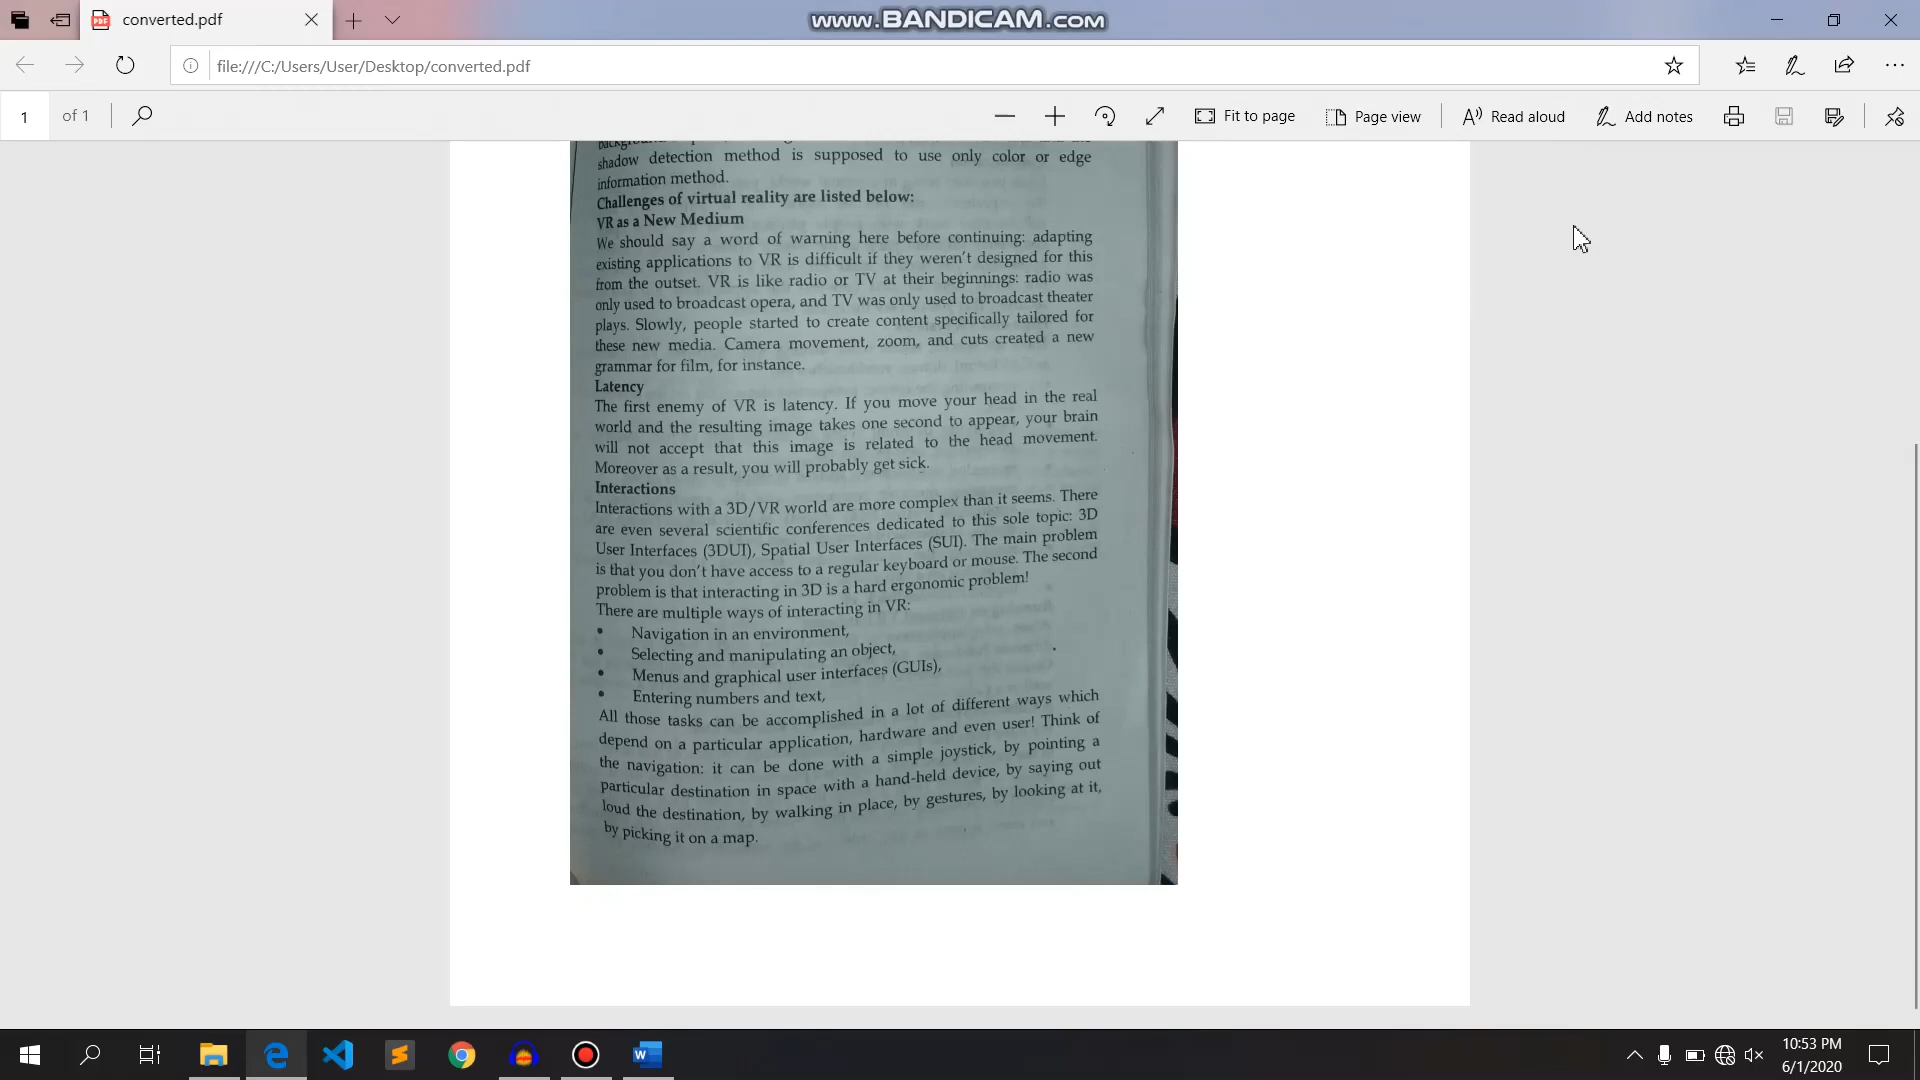 converted.pdf
www.BANDICAM.com
file:///C:/Users/User/Desktop/converted.pdf
1 of 1
Fit to page
Page view
Read aloud
Add notes
shadow detection method is supposed to use only color or edge
information method.
Challenges of virtual reality are listed below:
VR as a New Medium
We should say a word of warning here before continuing: adapting
existing applications to VR is difficult if they weren't designed for this
from the outset. VR is like radio or TV at their beginnings: radio was
only used to broadcast opera, and TV was only used to broadcast theater
plays. Slowly, people started to create content specifically tailored for
these new media. Camera movement, zoom, and cuts created a new
grammar for film, for instance.
Latency
The first enemy of VR is latency. If you move your head in the real
world and the resulting image takes one second to appear, your brain
will not accept that this image is related to the head movement.
Moreover as a result, you will probably get sick.
Interactions
Interactions with a 3D/VR world are more complex than it seems. There
are even several scientific conferences dedicated to this sole topic: 3D
User Interfaces (3DUI), Spatial User Interfaces (SUI). The main problem
is that you don't have access to a regular keyboard or mouse. The second
problem is that interacting in 3D is a hard ergonomic problem!
There are multiple ways of interacting in VR:
• Navigation in an environment,
• Selecting and manipulating an object,
• Menus and graphical user interfaces (GUIs),
• Entering numbers and text,
All those tasks can be accomplished in a lot of different ways which
depend on a particular application, hardware and even user! Think of
the navigation: it can be done with a simple joystick, by pointing a
particular destination in space with a hand-held device, by saying out
loud the destination, by walking in place, by gestures, by looking at it,
by picking it on a map.
10:53 PM
6/1/2020